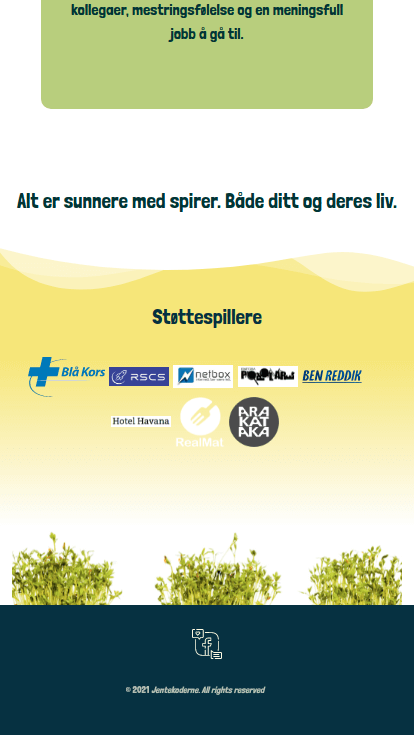 kollegaer, mestringsfølelse og en meningsfull
jobb å gå til.
Alt er sunnere med spirer. Både ditt og deres liv.
Støttespillere
Blå Kors
RSCS
netbox
BEN REDDIK
Hotel Havana
RealMat
ARA
KAT
AKA
© 2021 Jentekoderne. All rights reserved